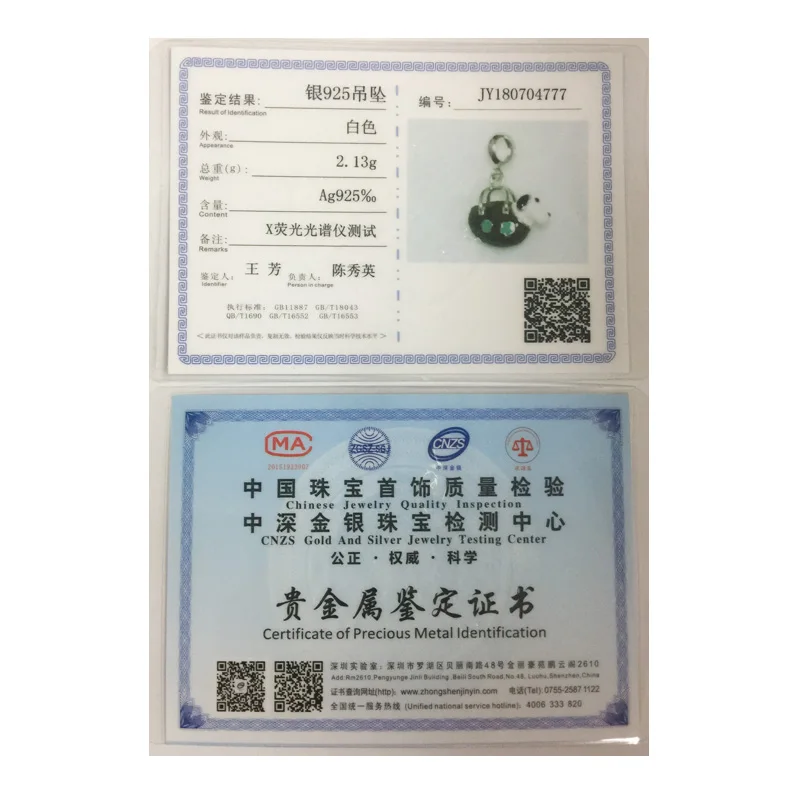 鉴定结果: 银925吊坠
Result of Identification
外观: 白色
Appearance
总重(g): 2.13g
Weight
含量: Ag925‰
Content
备注: X荧光光谱仪测试
Remarks
鉴定人: 王芳 负责人: 陈秀英
Identifier Person in charge
执行标准: GB11887 GB/T18043
QB/T1690 GB/T16552 GB/T16553
编号: JY180704777
MA
CNZS
中国珠宝首饰质量检验
Chinese Jewelry Quality Inspection
中深金银珠宝检测中心
CNZS Gold And Silver Jewelry Testing Center
公正·权威·科学
贵金属鉴定证书
Certificate of Precious Metal Identification
深圳实验室: 深圳市罗湖区贝丽南路48号金丽豪苑鹏云阁2610
Add.Rm2610,Pengyunge Jinli Building ,Beili South Road,No.48, Luohu,Shenzhen,China
证书查询网址(http): www.zhongshenjinyin.com 电话(Tel): 0755-2587 1122
全国统一服务热线 (Unified national service hotline): 4006 333 820